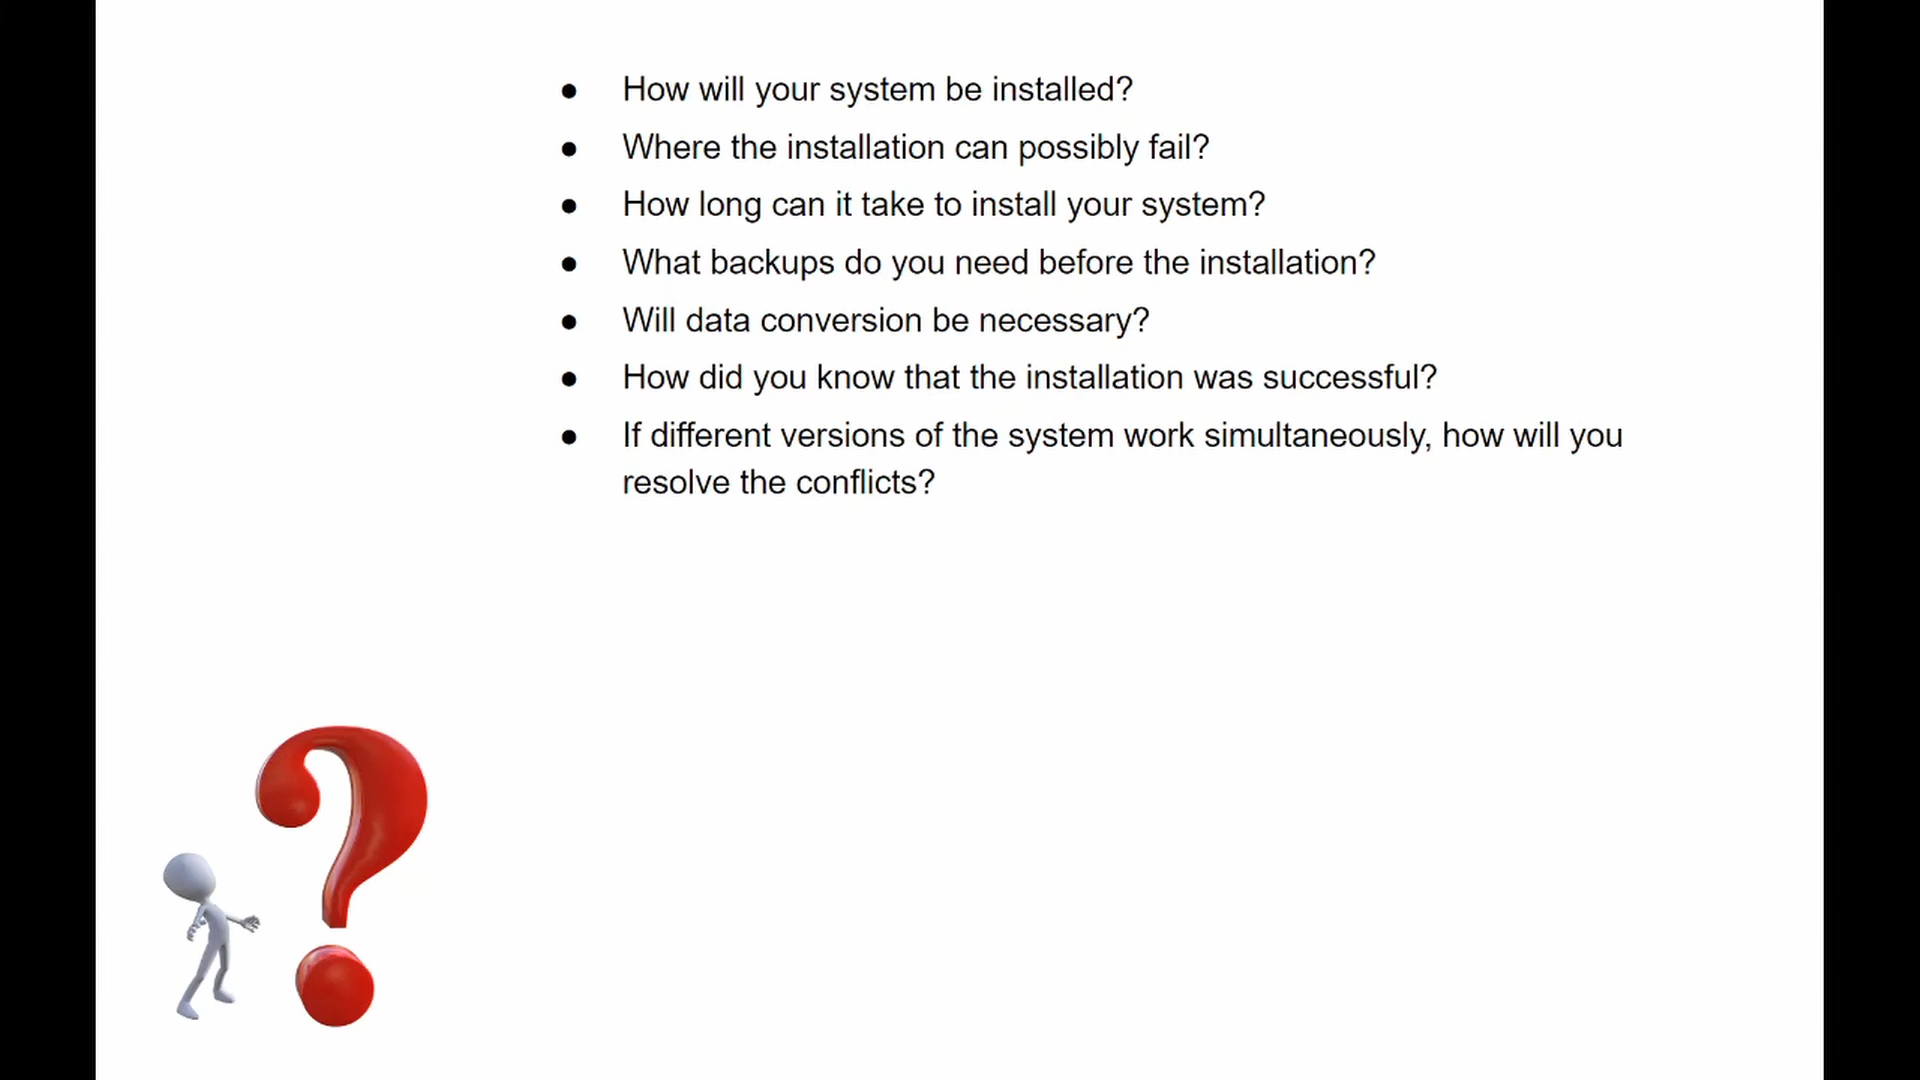 ● How will your system be installed?
● Where the installation can possibly fail?
● How long can it take to install your system?
● What backups do you need before the installation?
● Will data conversion be necessary?
● How did you know that the installation was successful?
● If different versions of the system work simultaneously, how will you
resolve the conflicts?